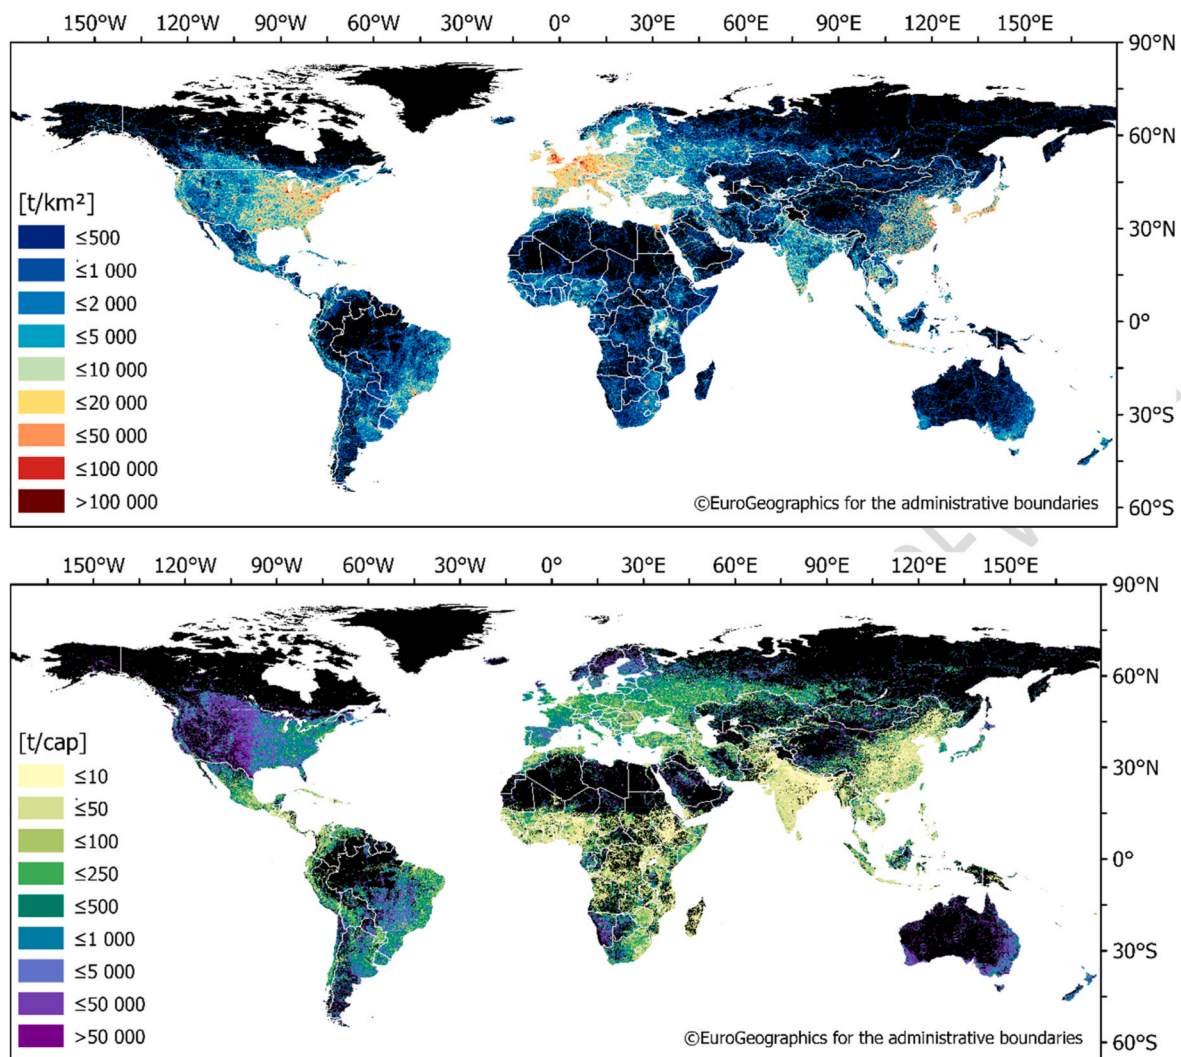 150°W 120°W 90°W 60°W 30°W 0° 30°E 60°E 90°E 120°E 150°E
90°N
60°N
30°N
0°
30°S
60°S
[t/km²]
≤500
≤1 000
≤2 000
≤5 000
≤10 000
≤20 000
≤50 000
≤100 000
>100 000
©EuroGeographics for the administrative boundaries
150°W 120°W 90°W 60°W 30°W 0° 30°E 60°E 90°E 120°E 150°E
90°N
60°N
30°N
0°
30°S
60°S
[t/cap]
≤10
≤50
≤100
≤250
≤500
≤1 000
≤5 000
≤50 000
>50 000
©EuroGeographics for the administrative boundaries